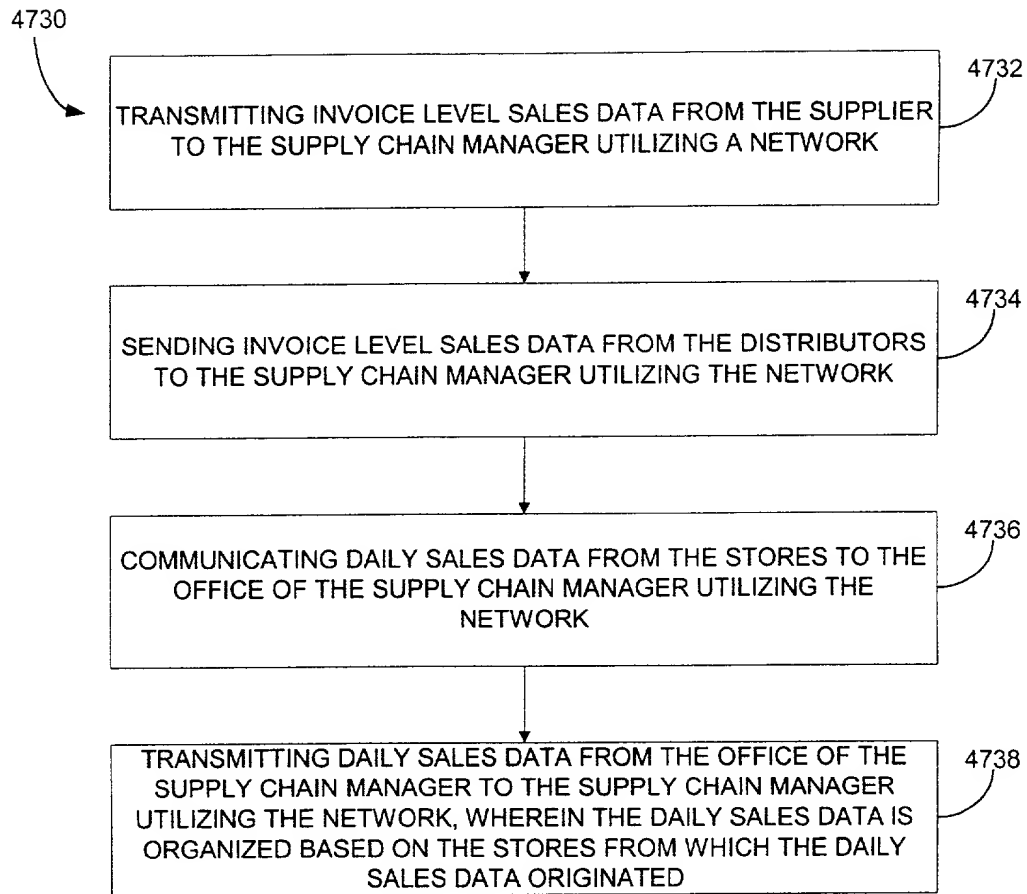 4730
4732
TRANSMITTING INVOICE LEVEL SALES DATA FROM THE SUPPLIER
TO THE SUPPLY CHAIN MANAGER UTILIZING A NETWORK
4734
SENDING INVOICE LEVEL SALES DATA FROM THE DISTRIBUTORS
TO THE SUPPLY CHAIN MANAGER UTILIZING THE NETWORK
4736
COMMUNICATING DAILY SALES DATA FROM THE STORES TO THE
OFFICE OF THE SUPPLY CHAIN MANAGER UTILIZING THE
NETWORK
4738
TRANSMITTING DAILY SALES DATA FROM THE OFFICE OF THE
SUPPLY CHAIN MANAGER TO THE SUPPLY CHAIN MANAGER
UTILIZING THE NETWORK, WHEREIN THE DAILY SALES DATA IS
ORGANIZED BASED ON THE STORES FROM WHICH THE DAILY
SALES DATA ORIGINATED